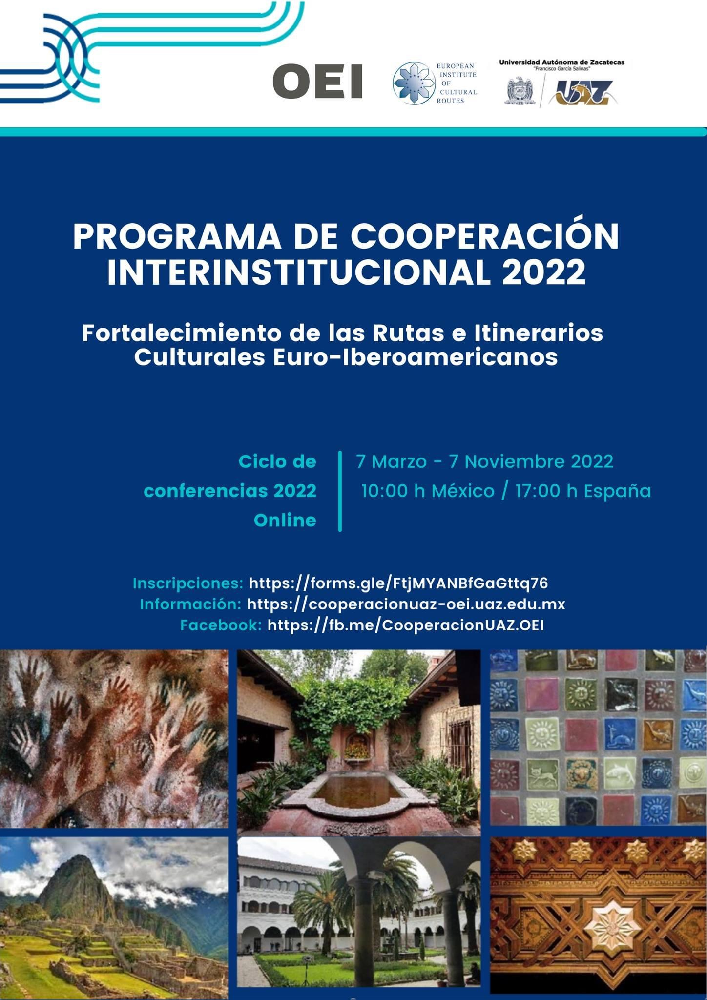 OEI
EUROPEAN
INSTITUTE
OF
CULTURAL
ROUTES
Universidad Autónoma de Zacatecas
"Francisco García Salinas"
UAZ
PROGRAMA DE COOPERACIÓN
INTERINSTITUCIONAL 2022
Fortalecimiento de las Rutas e Itinerarios
Culturales Euro-Iberoamericanos
Ciclo de
conferencias 2022
Online
7 Marzo - 7 Noviembre 2022
10:00 h México / 17:00 h España
Inscripciones: https://forms.gle/FtjMYANBfGaGttq76
Información: https://cooperacionuaz-oei.uaz.edu.mx
Facebook: https://fb.me/CooperacionUAZ.OEI